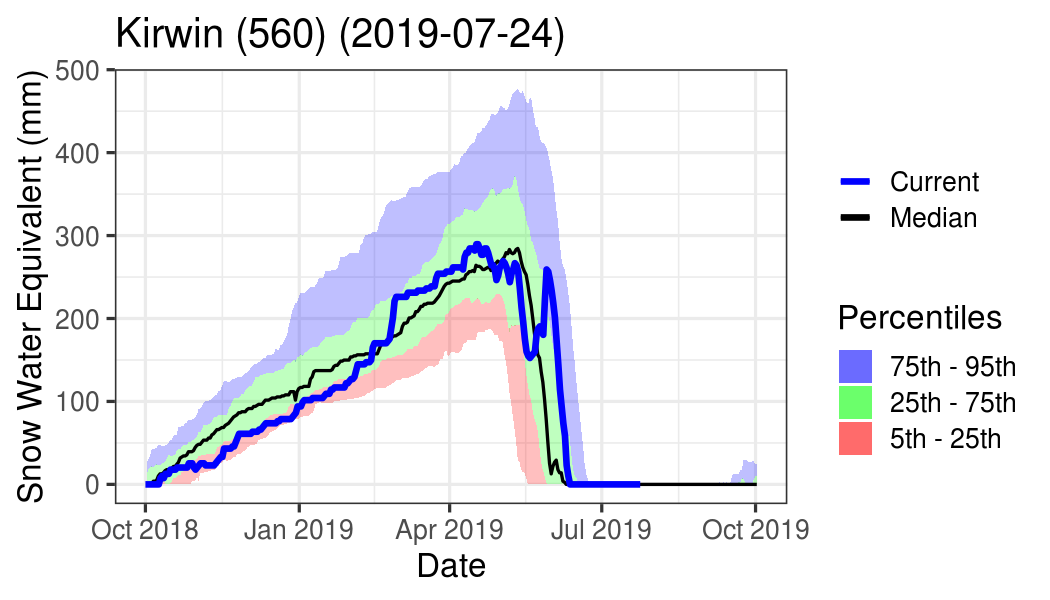 Kirwin (560) (2019-07-24)
Snow Water Equivalent (mm)
500
400
300
200
100
0
Oct 2018
Jan 2019
Apr 2019
Jul 2019
Oct 2019
Date
Current
Median
Percentiles
75th - 95th
25th - 75th
5th - 25th